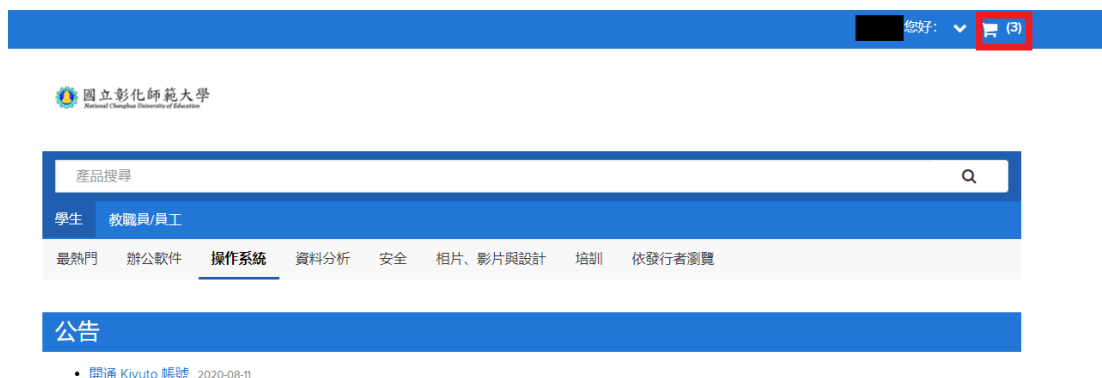 您好： (3)
國立彰化師範大學
National Changhua University of Education
產品搜尋
學生 教職員/員工
最熱門 辦公軟件 操作系統 資料分析 安全 相片、影片與設計 培訓 依發行者瀏覽
公告
• 開通 Kivuto 帳號 2020-08-11